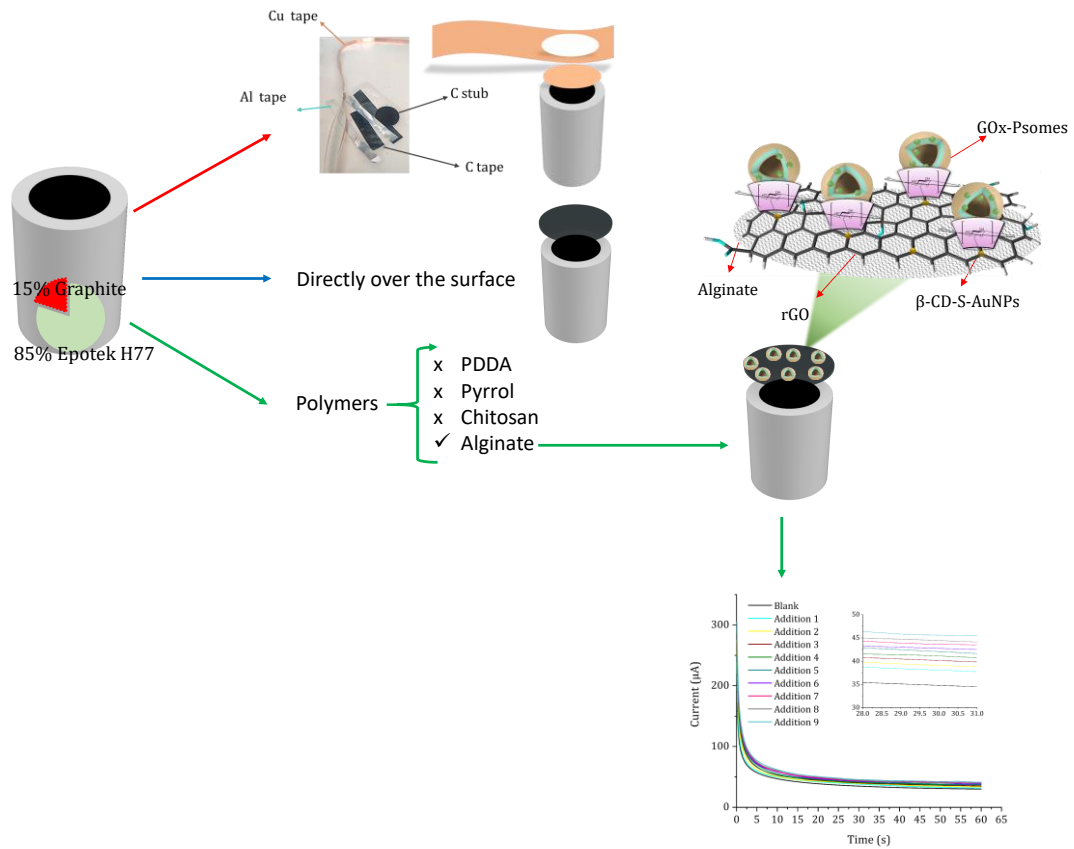 Cu tape
Al tape
C stub
C tape
GOx-Psomes
15% Graphite
85% Epotek H77
Directly over the surface
Alginate
rGO
β-CD-S-AuNPs
Polymers
x PDDA
x Pyrrol
x Chitosan
✓ Alginate
Current (μA)
300
200
100
0
0 5 10 15 20 25 30 35 40 45 50 55 60 65
Time (s)
Blank
Addition 1
Addition 2
Addition 3
Addition 4
Addition 5
Addition 6
Addition 7
Addition 8
Addition 9
50
45
40
35
30
28.0 28.5 29.0 29.5 30.0 30.5 31.0